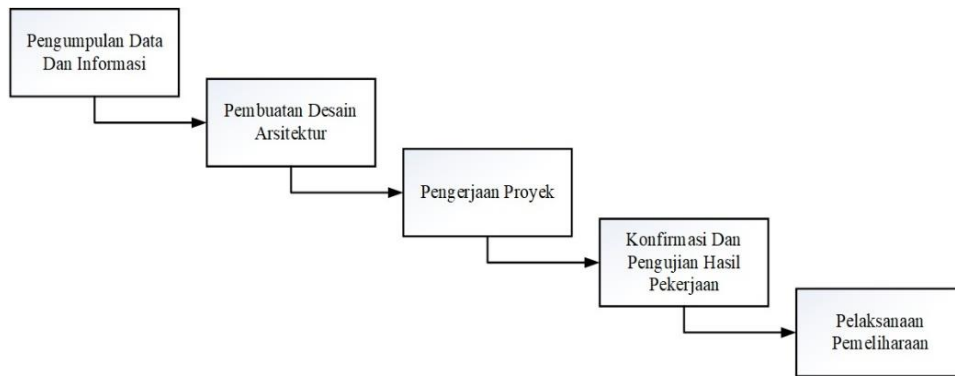 Pengumpulan Data
Dan Informasi
Pembuatan Desain
Arsitektur
Pengerjaan Proyek
Konfirmasi Dan
Pengujian Hasil
Pekerjaan
Pelaksanaan
Pemeliharaan